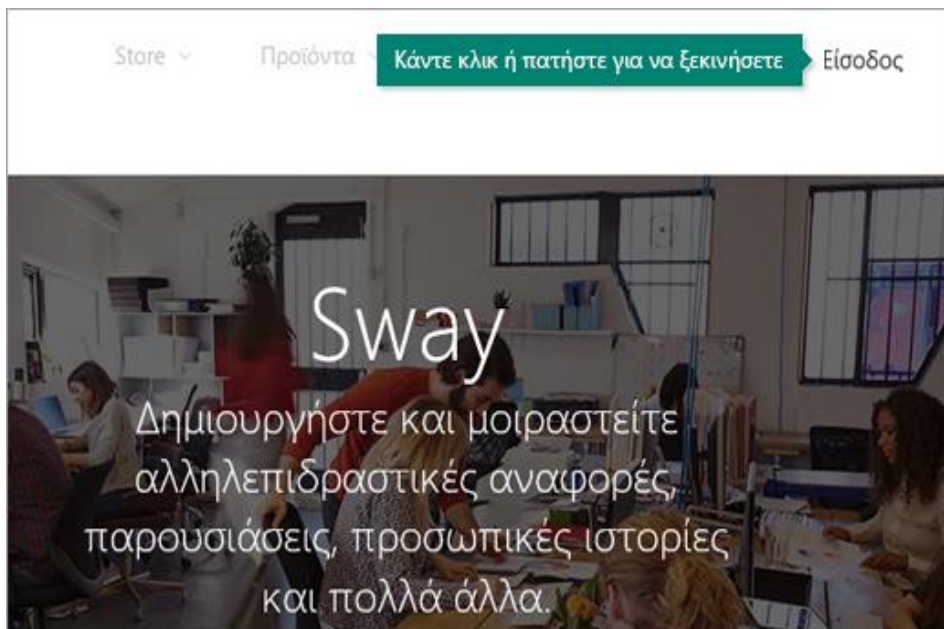 Store
Προϊόντα
Κάντε κλικ ή πατήστε για να ξεκινήσετε
Είσοδος
Sway
Δημιουργήστε και μοιραστείτε
αλληλεπιδραστικές αναφορές,
παρουσιάσεις, προσωπικές ιστορίες
και πολλά άλλα.